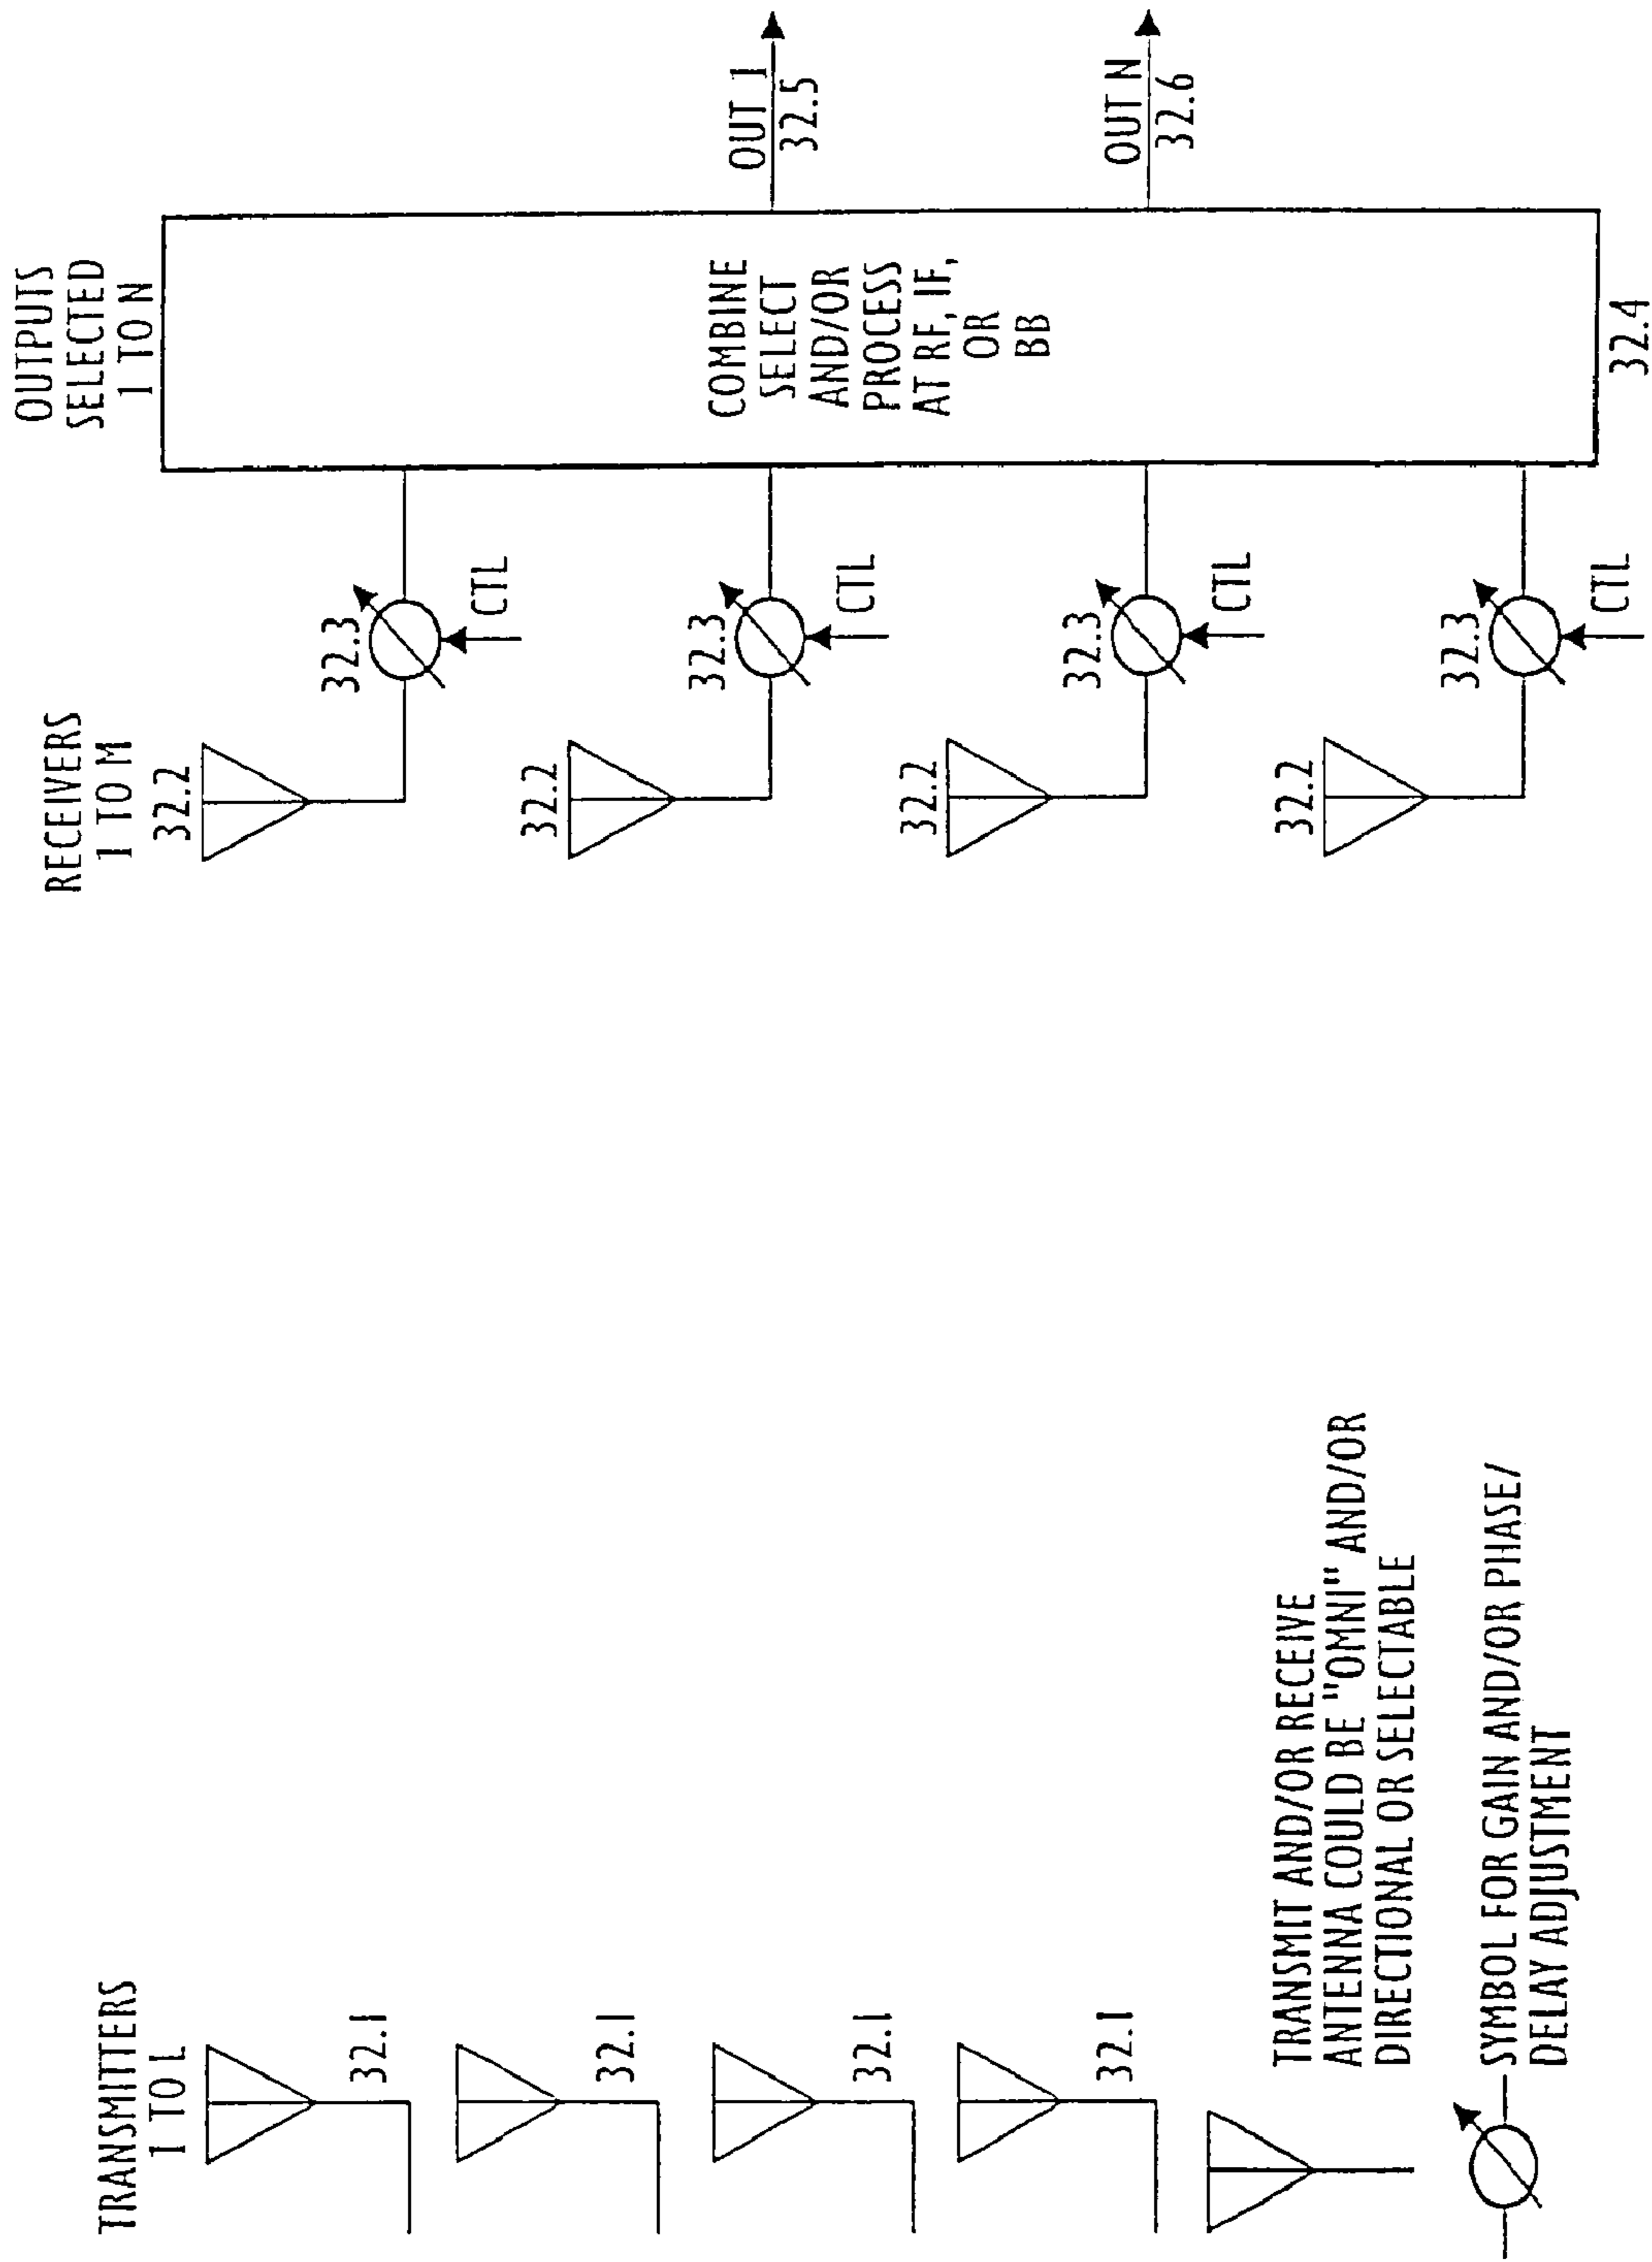 TRANSMITTERS
1 TO L
32.1
32.1
32.1
32.1
TRANSMIT AND/OR RECEIVE
ANTENNA COULD BE "OMNI" AND/OR
DIRECTIONAL OR SELECTABLE
SYMBOL FOR GAIN AND/OR PHASE/
DELAY ADJUSTMENT
RECEIVERS
1 TO M
32.2
32.3
CTL
32.2
32.3
CTL
32.2
32.3
CTL
32.2
32.3
CTL
OUTPUTS
SELECTED
1 TO N
COMBINE
SELECT
AND/OR
PROCESS
AT RF, IF,
OR
BB
32.4
OUT 1
32.5
OUT N
32.6